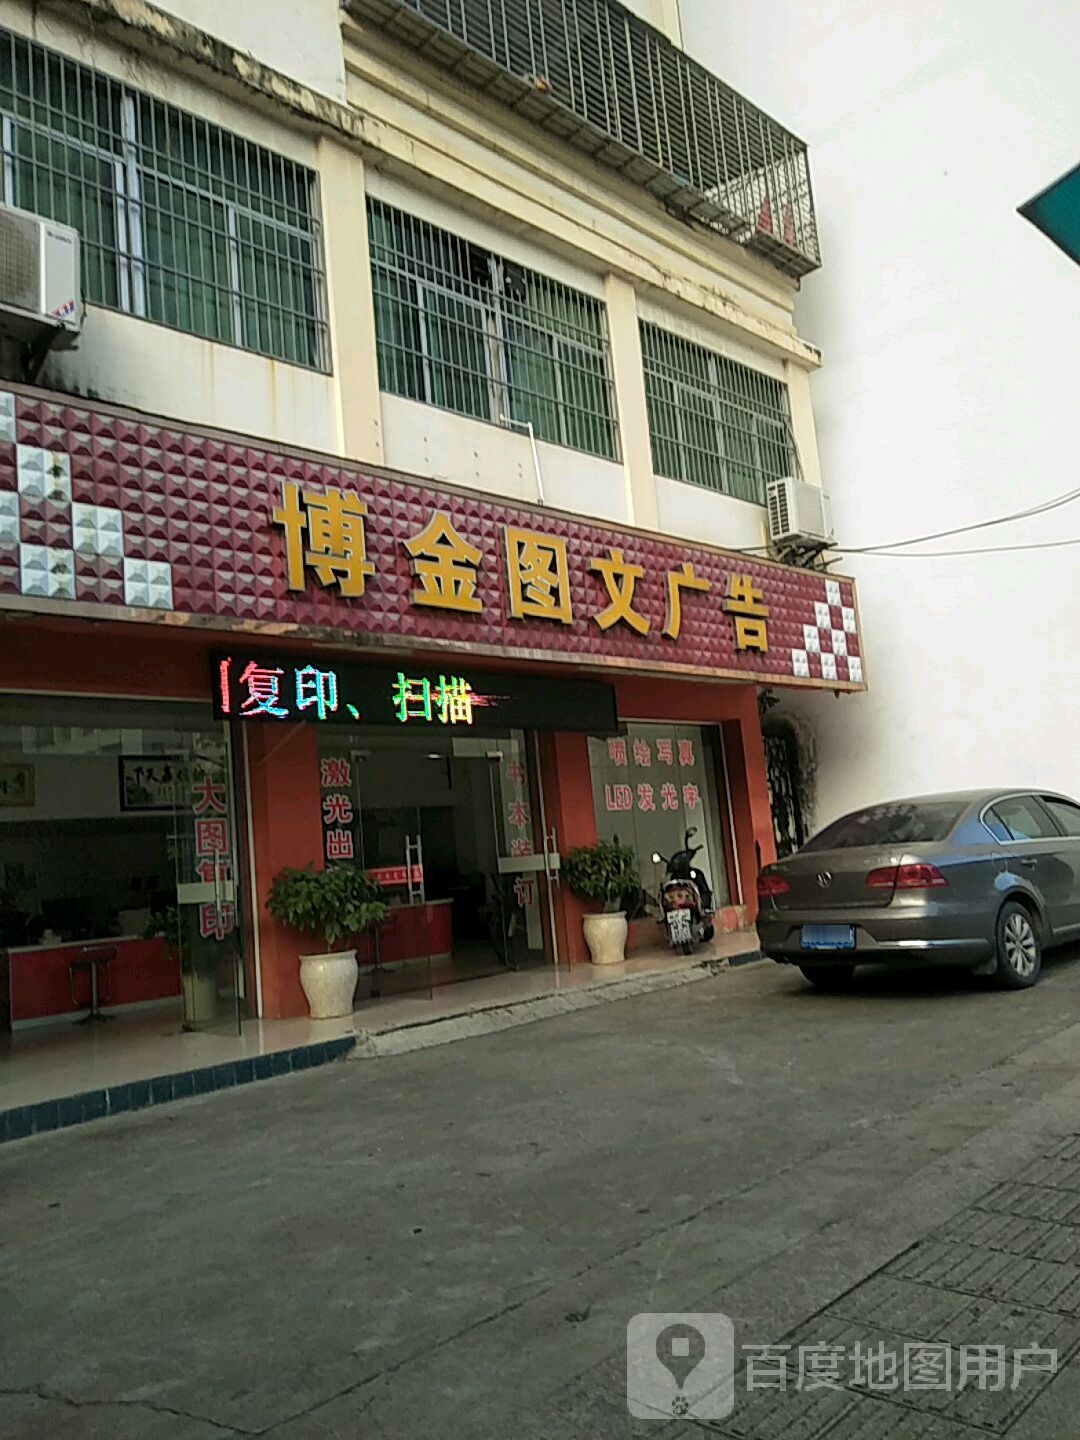 博金图文广告
复印、扫描
激光出
大图复印
书本装订
喷绘写真
LED发光字
百度地图用户